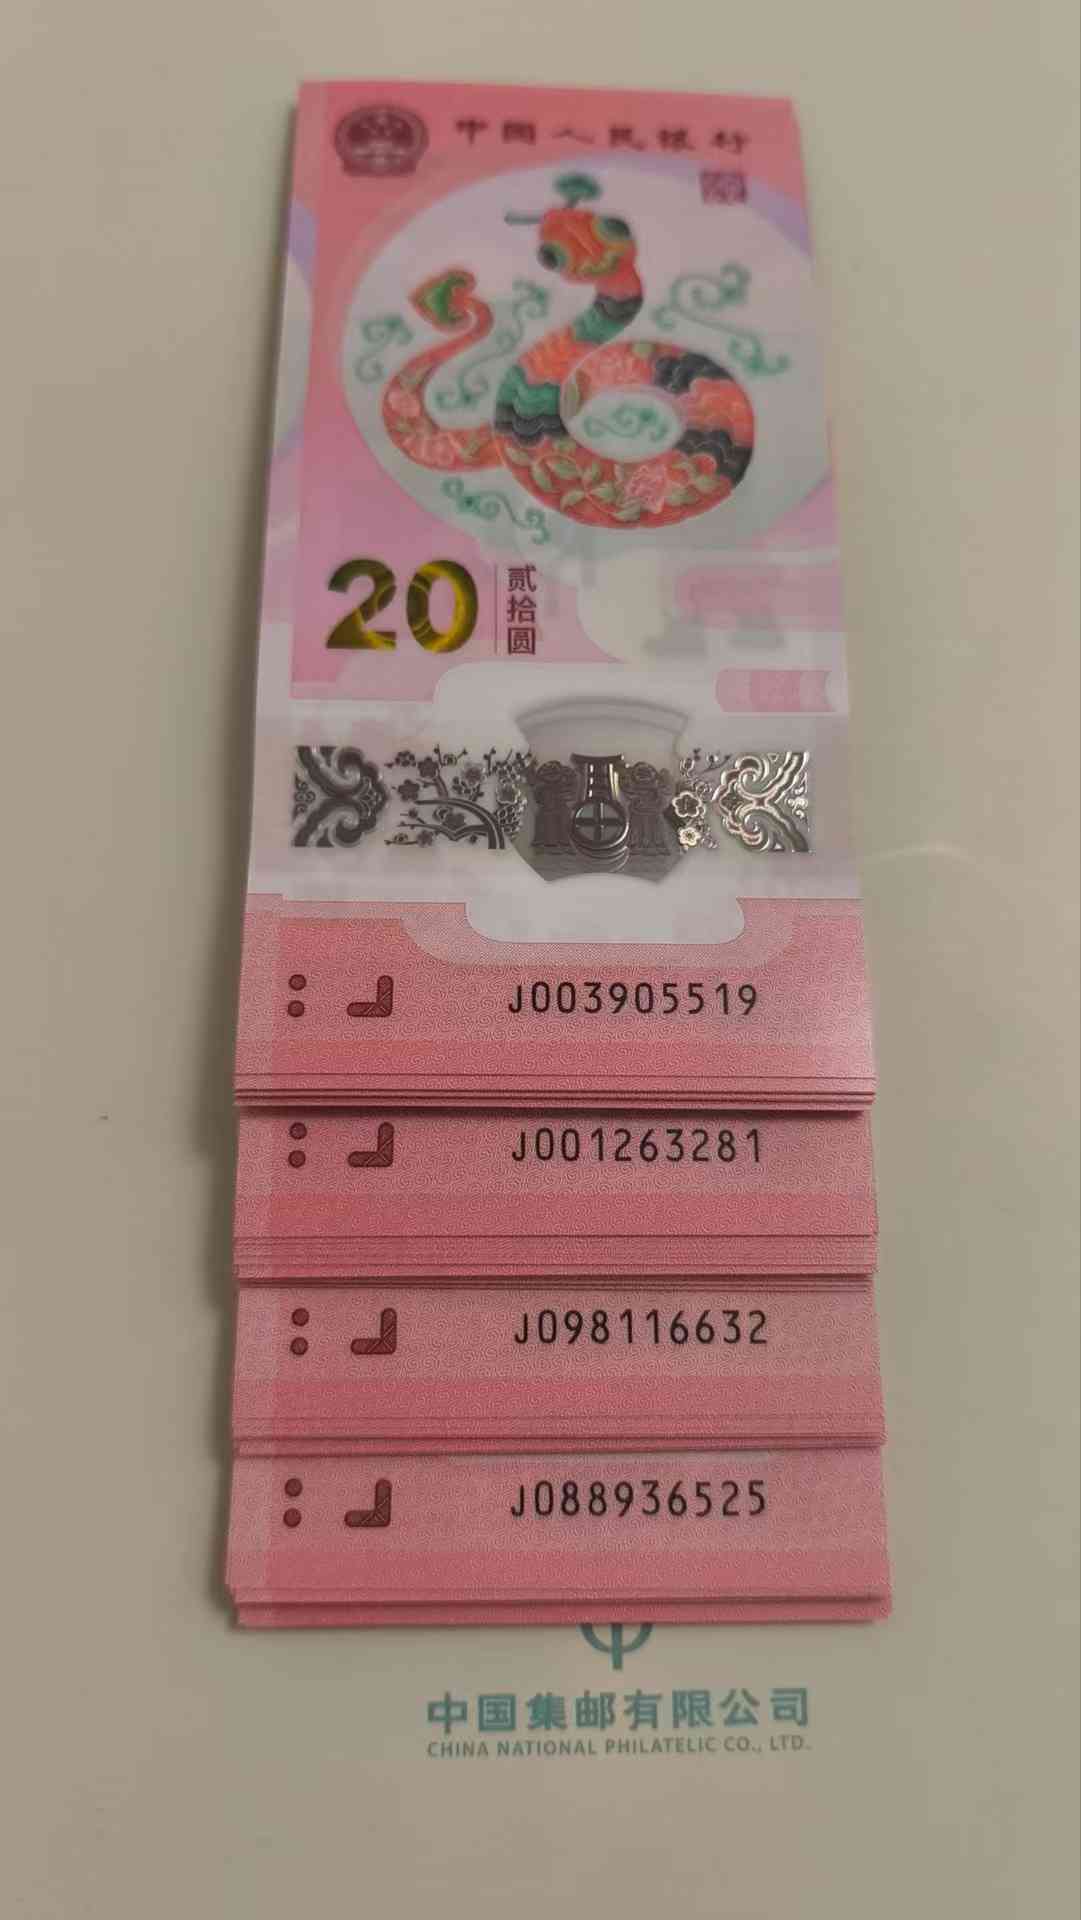 中国人民银行
20
贰拾圆
J003905519
J001263281
J098116632
J088936525
中国集邮有限公司
CHINA NATIONAL PHILATELIC CO., LTD.